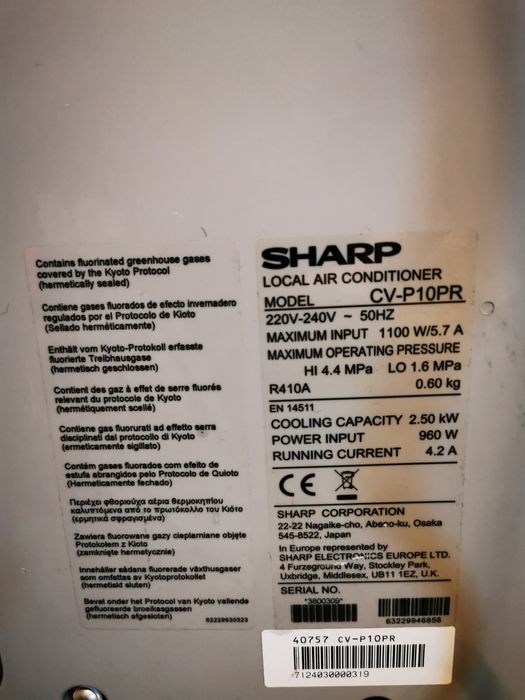 Contains fluorinated greenhouse gases
covered by the Kyoto Protocol
(hermetically sealed)
Contiene gases fluorados de efecto invernadero
regulados por el Protocolo de Kioto
(Sellado herméticamente)
Enthält vom Kyoto-Protokoll erfasste
fluorierte Treibhausgase
(hermetisch geschlossen)
Contient des gaz à effet de serre fluorés
relevant du protocole de Kyoto
(hermétiquement scellé)
Contiene gas fluorurati ad effetto serra
disciplinati dal protocollo di Kyoto
(ermeticamente sigillato)
Contém gases fluorados com efeito de
estufa abrangidos pelo Protocolo de Quioto
(Hermeticamente fechado)
Περιέχει φθοριούχα αέρια θερμοκηπίου
καλυπτόμενα από το πρωτόκολλο του Κιότο
(ερμητικά σφραγισμένα)
Zawiera fluorowane gazy cieplarniane objęte
Protokołem z Kioto
(zamknięte hermetycznie)
Innehåller sådana fluorerade växthusgaser
som omfattas av Kyotoprotokollet
(hermetiskt sluten)
Bevat onder het Protocol van Kyoto vallende
gefluoreerde broeikasgassen
(hermetisch afgesloten)
62229930323
SHARP
LOCAL AIR CONDITIONER
MODEL CV-P10PR
220V-240V ~ 50HZ
MAXIMUM INPUT 1100 W/5.7 A
MAXIMUM OPERATING PRESSURE
HI 4.4 MPa LO 1.6 MPa
R410A 0.60 kg
EN 14511
COOLING CAPACITY 2.50 kW
POWER INPUT 960 W
RUNNING CURRENT 4.2 A
CE
SHARP CORPORATION
22-22 Nagaike-cho, Abeno-ku, Osaka
545-8522, Japan
In Europe represented by
SHARP ELECTRONICS EUROPE LTD.
4 Furzeground Way, Stockley Park,
Uxbridge, Middlesex, UB11 1EZ, U.K.
SERIAL NO.
*3800309*
63229946856
40757 CV-P10PR
*7124030000319